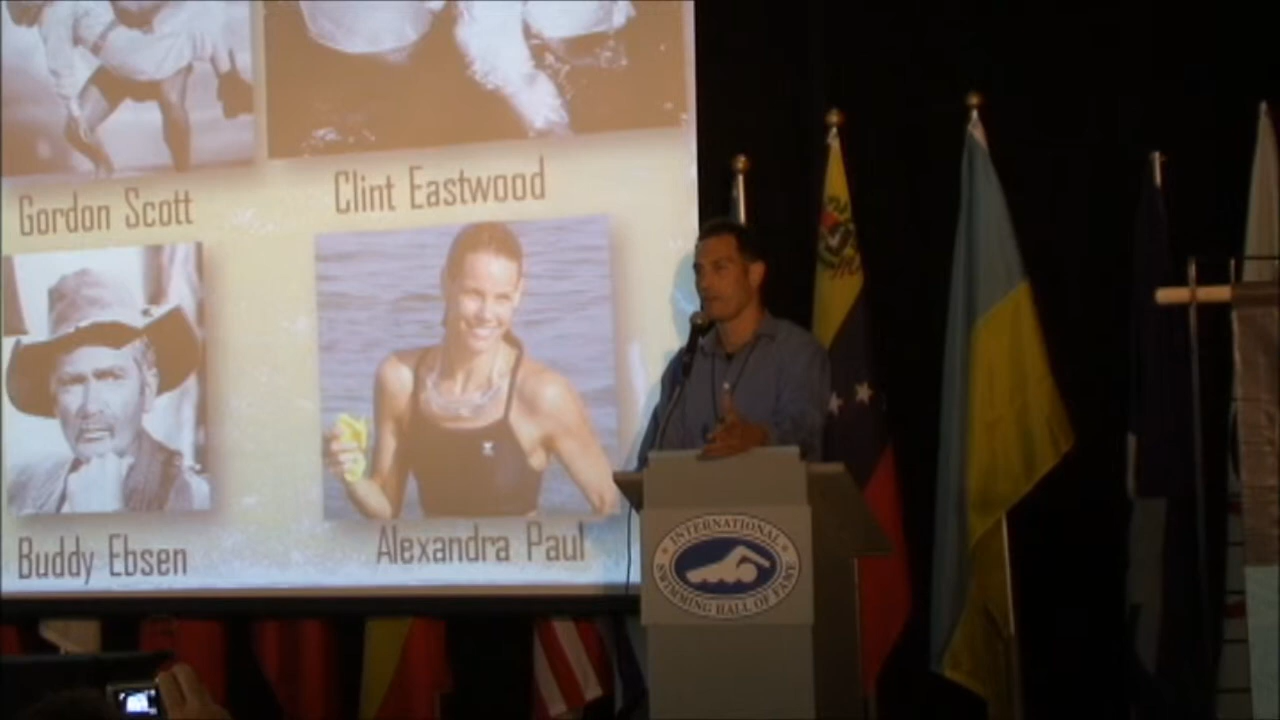 Gordon Scott
Clint Eastwood
Buddy Ebsen
Alexandra Paul
INTERNATIONAL
SWIMMING HALL OF FAME